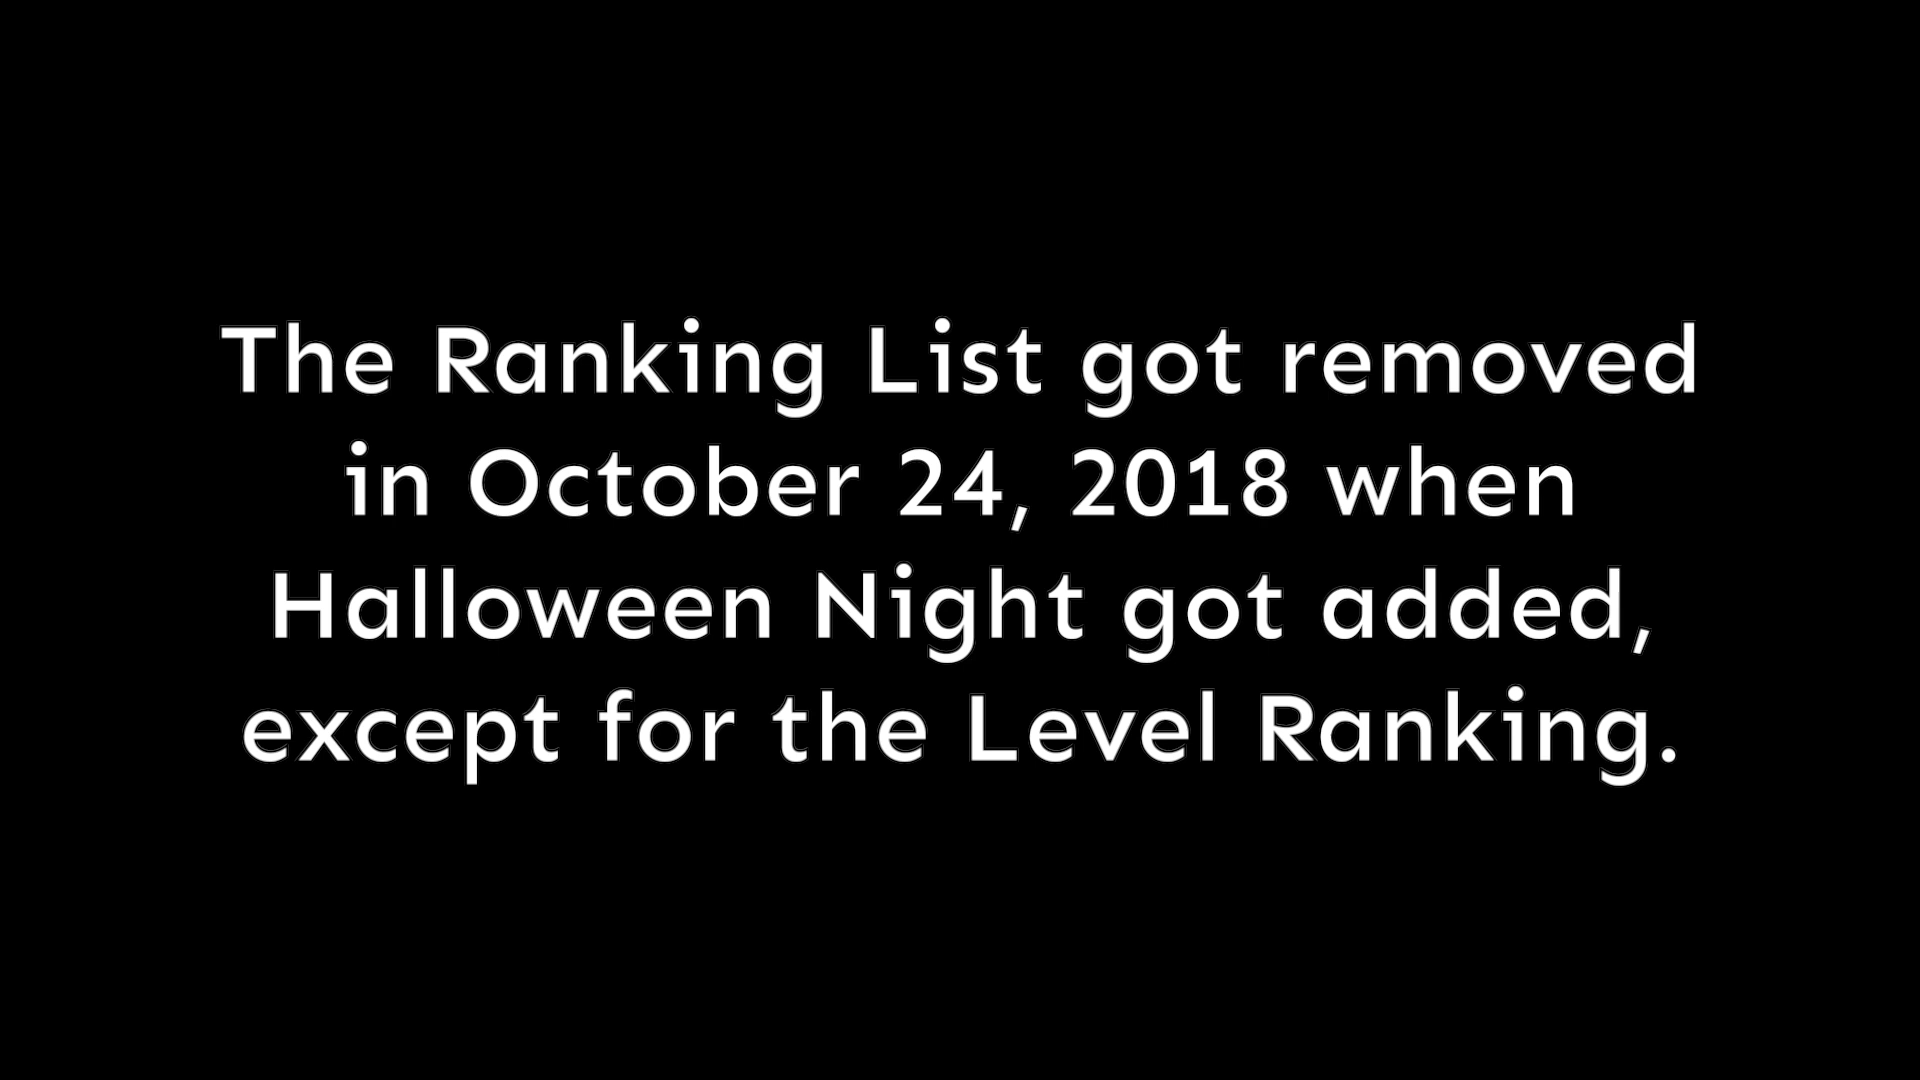 The Ranking List got removed
in October 24, 2018 when
Halloween Night got added,
except for the Level Ranking.